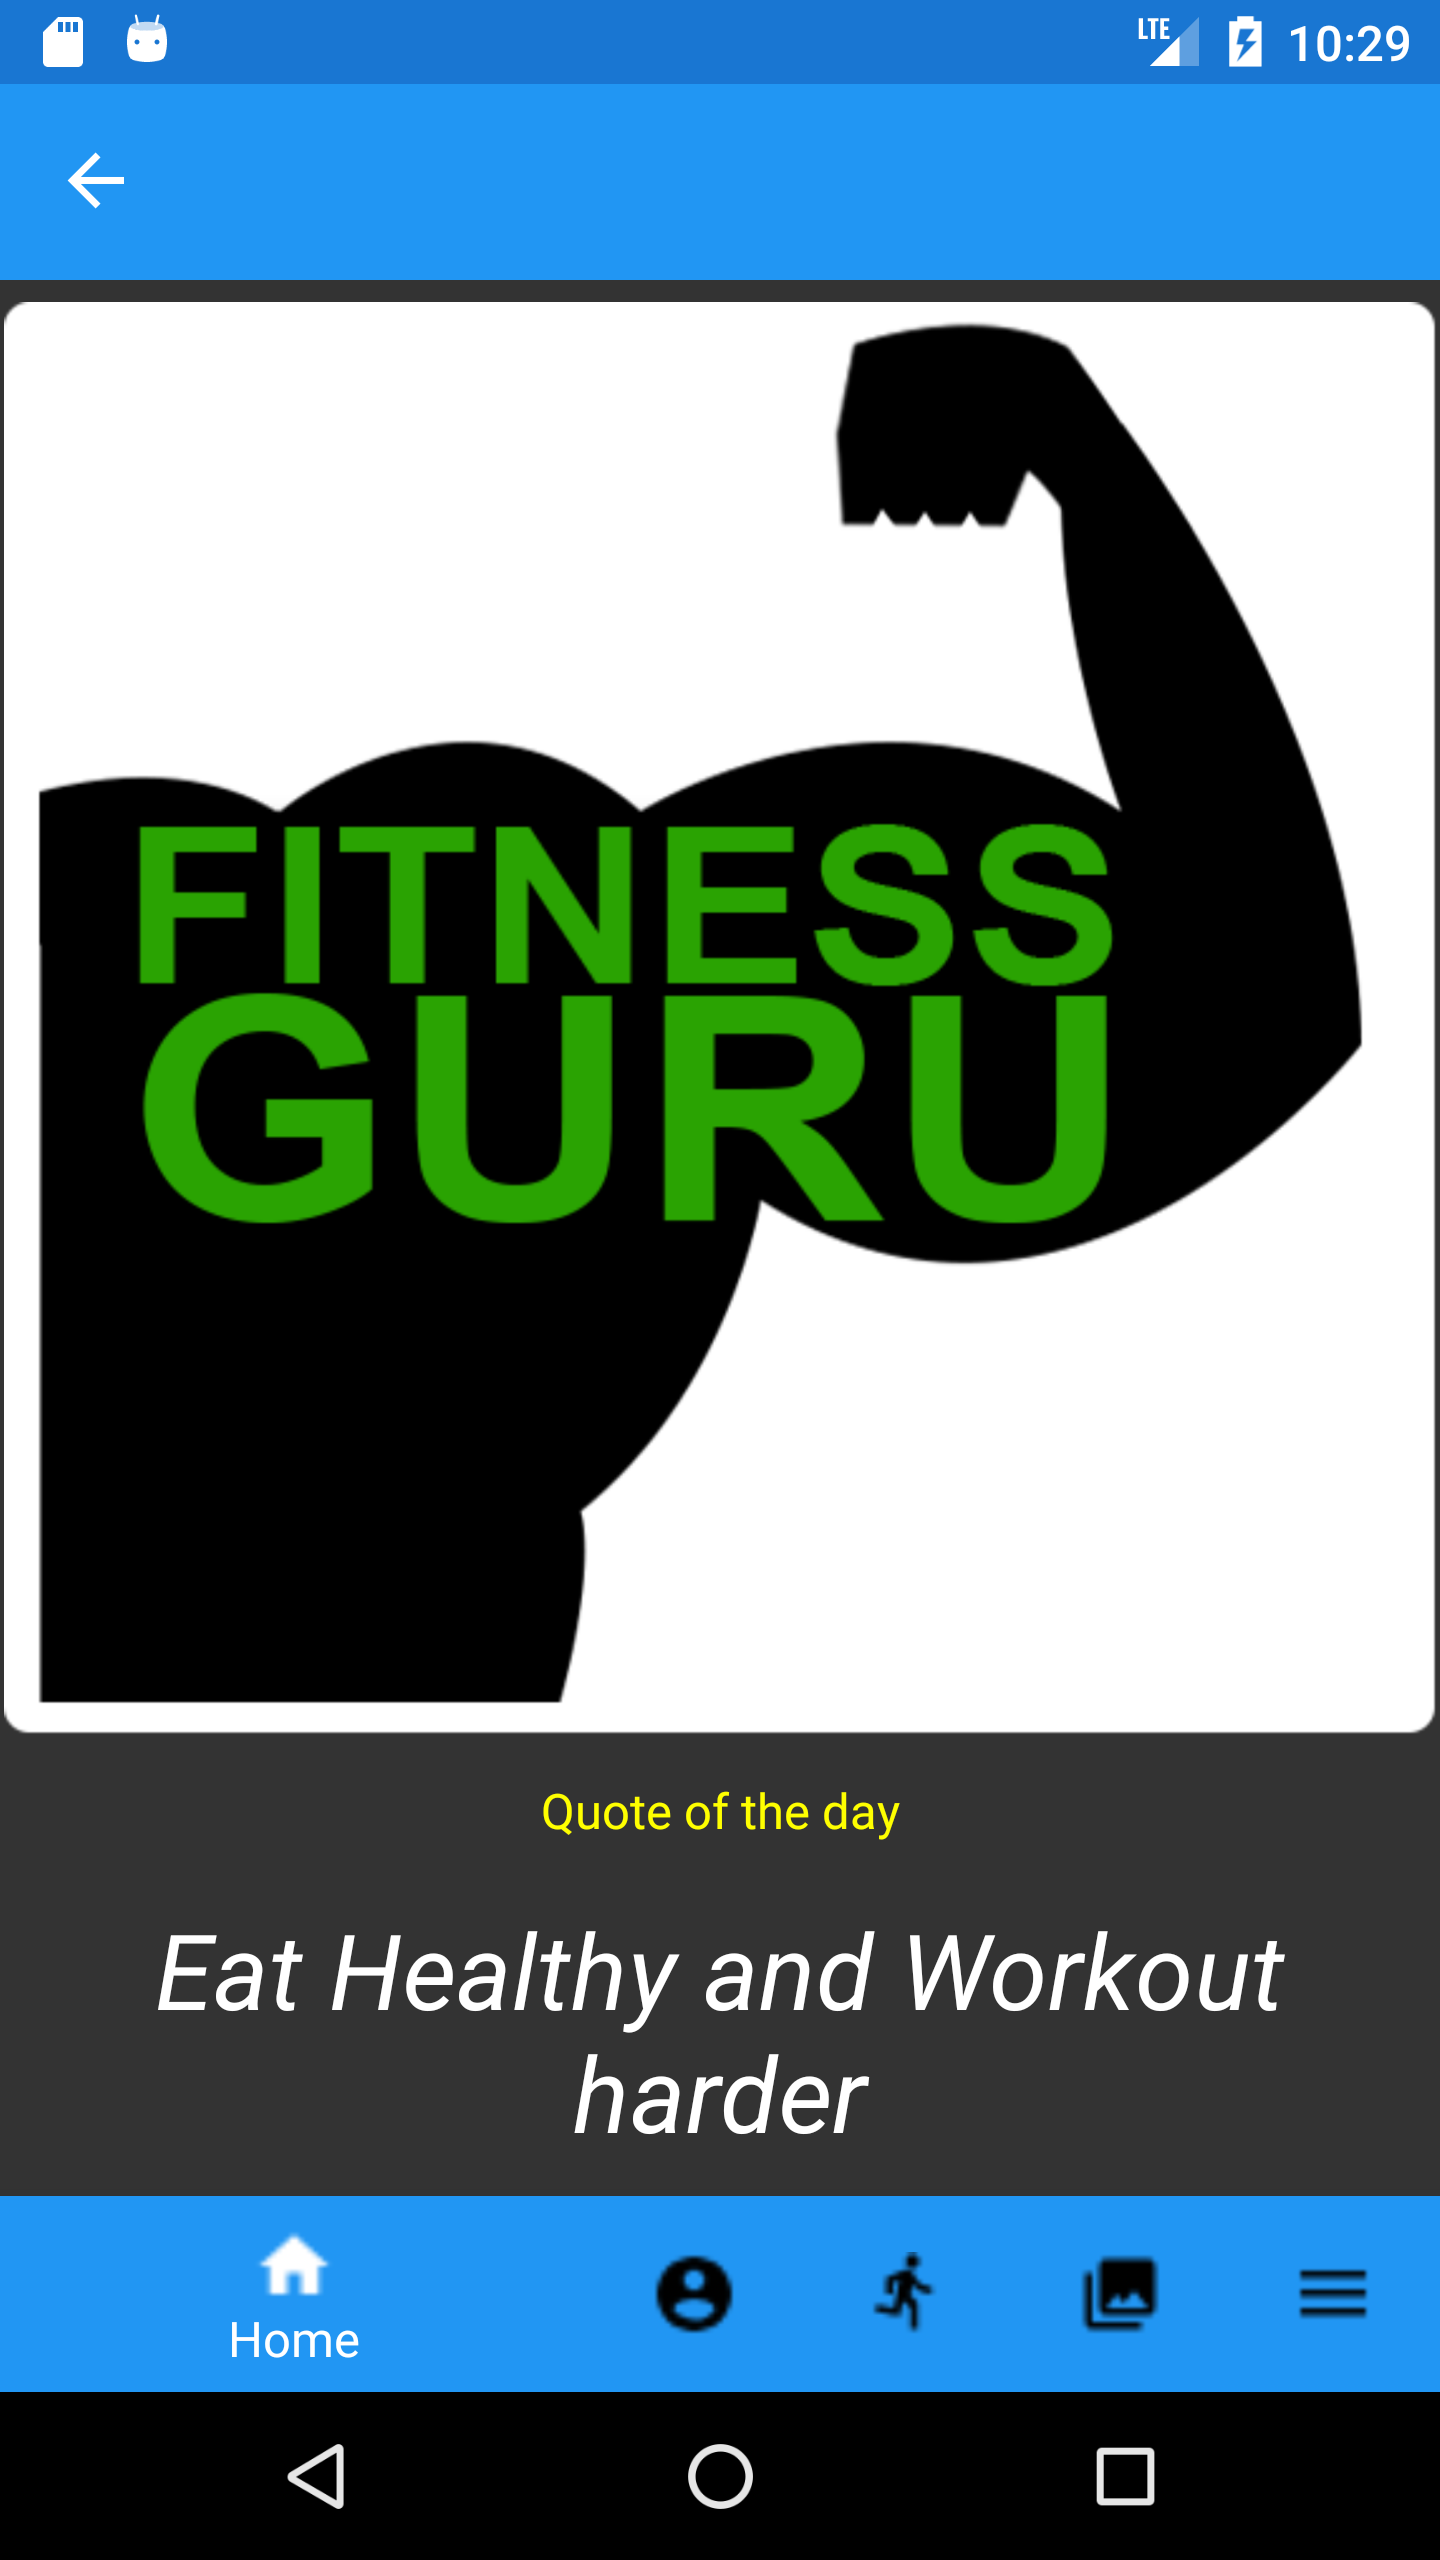 LTE 10:29
FITNESS
GURU
Quote of the day
Eat Healthy and Workout
harder
Home